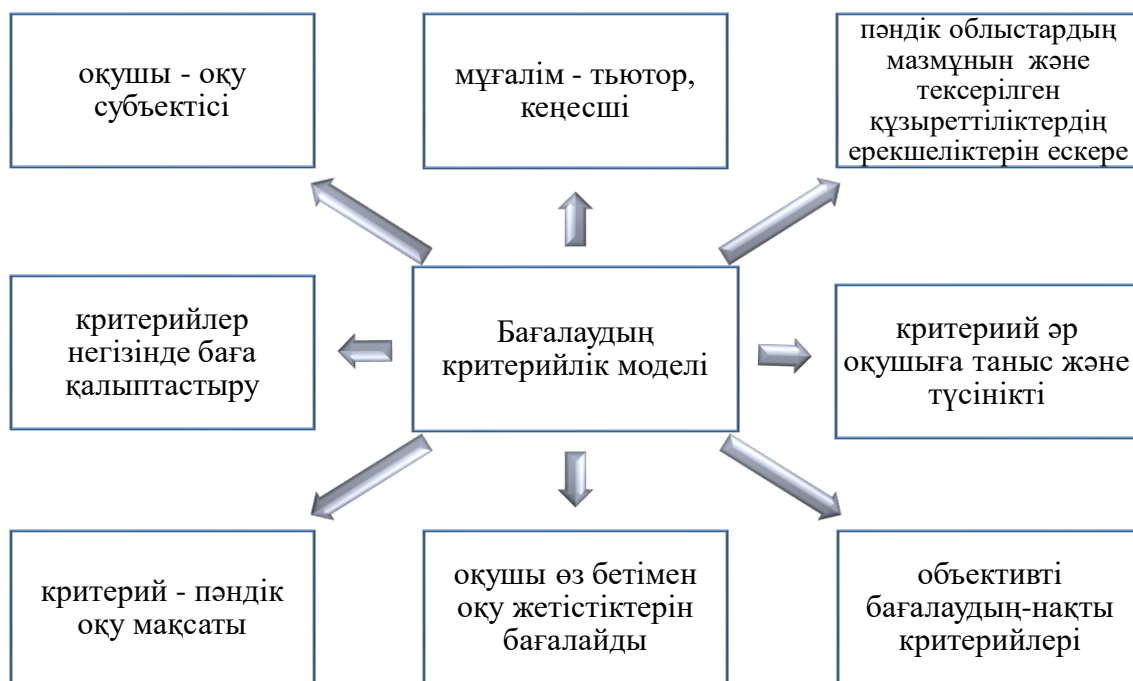 оқушы - оқу
субъектісі
мұғалім - тьютор,
кеңесші
пәндік облыстардың
мазмұнын және
тексерілген
құзыреттіліктердің
ерекшеліктерін ескере
критерийлер
негізінде баға
қалыптастыру
Бағалаудың
критерийлік моделі
критериий әр
оқушыға таныс және
түсінікті
критерий - пәндік
оқу мақсаты
оқушы өз бетімен
оқу жетістіктерін
бағалайды
объективті
бағалаудың-нақты
критерийлері